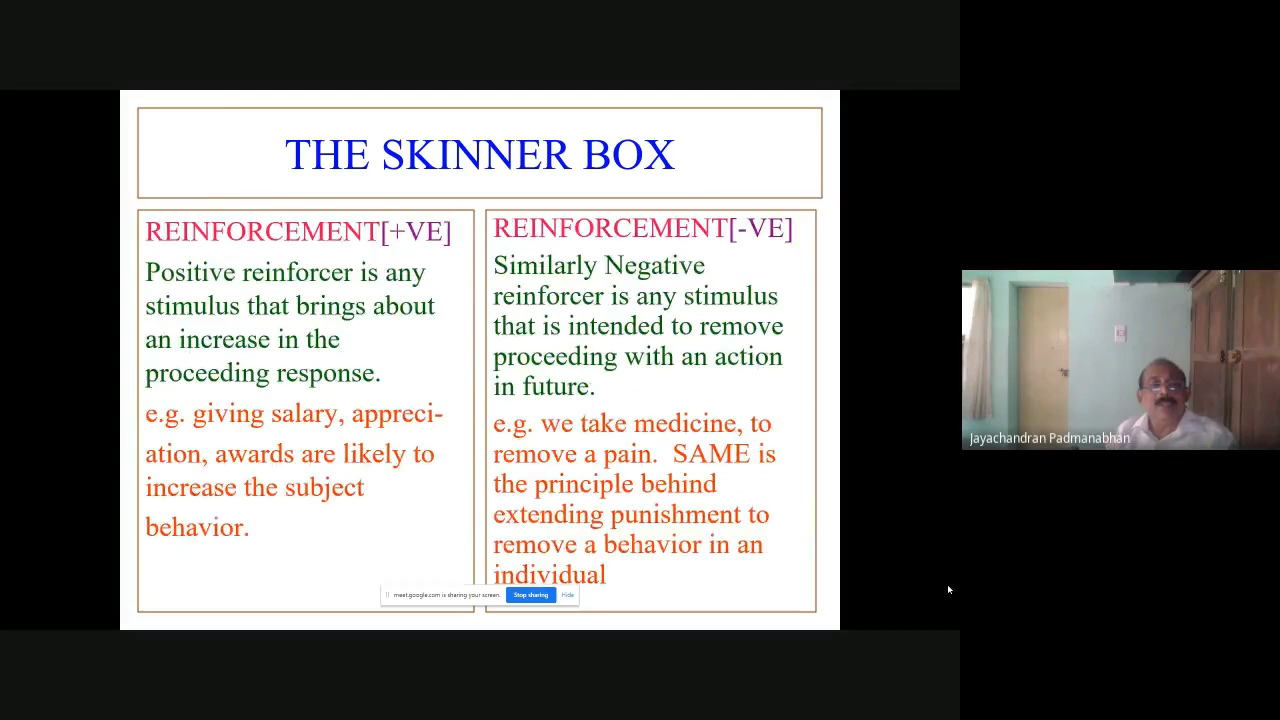 THE SKINNER BOX
REINFORCEMENT[+VE]
Positive reinforcer is any
stimulus that brings about
an increase in the
proceeding response.
e.g. giving salary, appreci-
ation, awards are likely to
increase the subject
behavior.
REINFORCEMENT[-VE]
Similarly Negative
reinforcer is any stimulus
that is intended to remove
proceeding with an action
in future.
e.g. we take medicine, to
remove a pain.  SAME is
the principle behind
extending punishment to
remove a behavior in an
individual
meet.google.com is sharing your screen.
Stop sharing
Hide
Jayachandran Padmanabhan